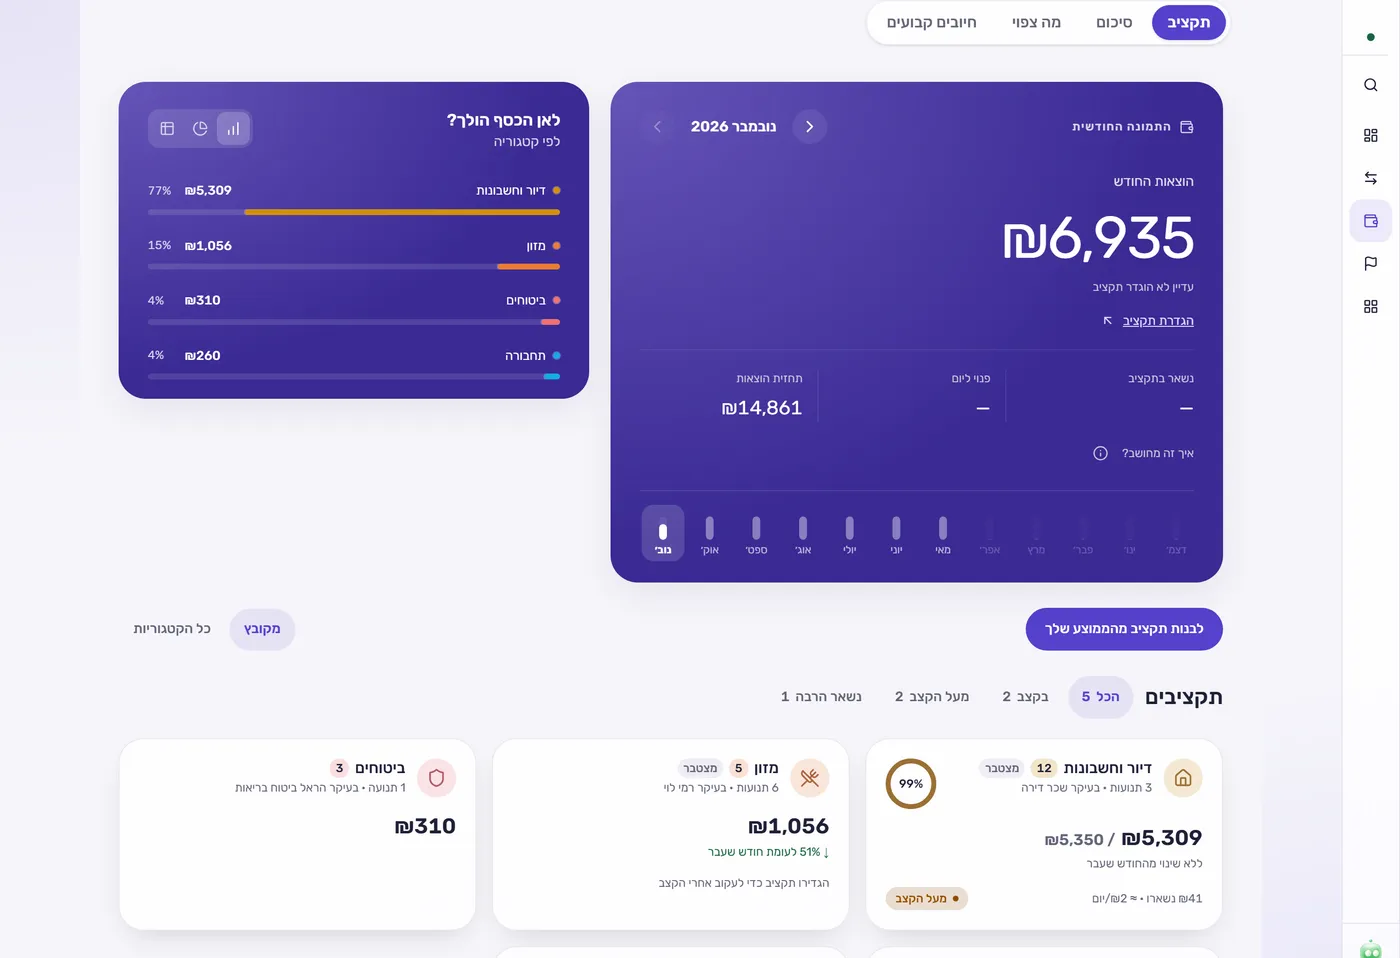 תקציב
סיכום
מה צפוי
חיובים קבועים
התמונה החודשית
נובמבר 2026
הוצאות החודש
₪6,935
עדיין לא הוגדר תקציב
הגדרת תקציב
נשאר בתקציב
—
פנוי ליום
—
תחזית הוצאות
₪14,861
איך זה מחושב?
דצמ׳
ינו׳
פבר׳
מרץ
אפר׳
מאי
יוני
יולי
אוג׳
ספט׳
אוק׳
נוב׳
לאן הכסף הולך?
לפי קטגוריה
דיור וחשבונות
₪5,309
77%
מזון
₪1,056
15%
ביטוחים
₪310
4%
תחבורה
₪260
4%
לבנות תקציב מהממוצע שלך
מקובץ
כל הקטגוריות
תקציבים
הכל 5
בקצב 2
מעל הקצב 2
נשאר הרבה 1
דיור וחשבונות 12 מצטבר
3 תנועות • בעיקר שכר דירה
99%
₪5,309 / ₪5,350
ללא שינוי מהחודש שעבר
₪41 נשארו • ≈ ₪2/יום
מעל הקצב
מזון 5 מצטבר
6 תנועות • בעיקר רמי לוי
₪1,056
↓ 51% לעומת חודש שעבר
הגדירו תקציב כדי לעקוב אחרי הקצב
ביטוחים 3
1 תנועה • בעיקר הראל ביטוח בריאות
₪310